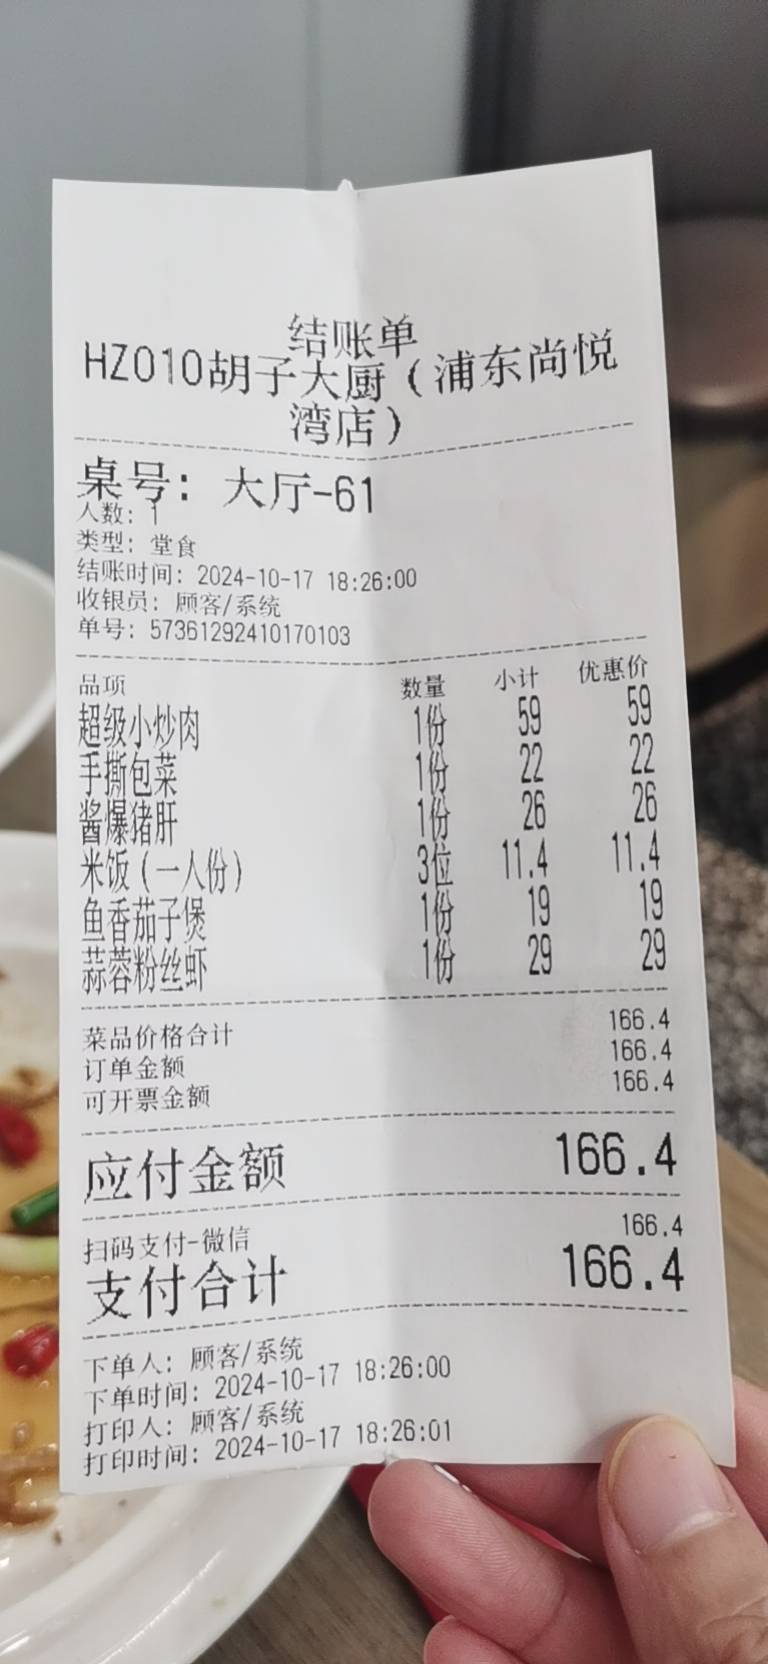 结账单
HZ010胡子大厨（浦东尚悦
湾店）
桌号: 大厅-61
人数: 1
类型: 堂食
结账时间: 2024-10-17 18:26:00
收银员: 顾客/系统
单号: 573612924101701​03
品项 数量 小计 优惠价
超级小炒肉 1份 59 59
手撕包菜 1份 22 22
酱爆猪肝 1份 26 26
米饭（一人份） 3位 11.4 11.4
鱼香茄子煲 1份 19 19
蒜蓉粉丝虾 1份 29 29
菜品价格合计 166.4
订单金额 166.4
可开票金额 166.4
应付金额 166.4
扫码支付-微信 166.4
支付合计 166.4
下单人: 顾客/系统
下单时间: 2024-10-17 18:26:00
打印人: 顾客/系统
打印时间: 2024-10-17 18:26:01